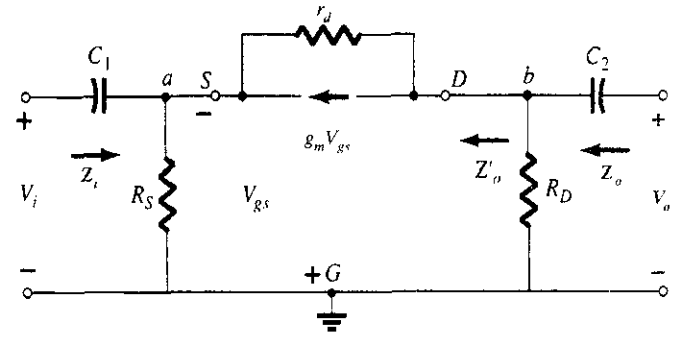 r_d
C_1
a
S
D
b
C_2
+
−
g_m V_gs
+
Z_i
Z'_o
Z_o
V_i
R_S
V_gs
R_D
V_o
−
+ G
−